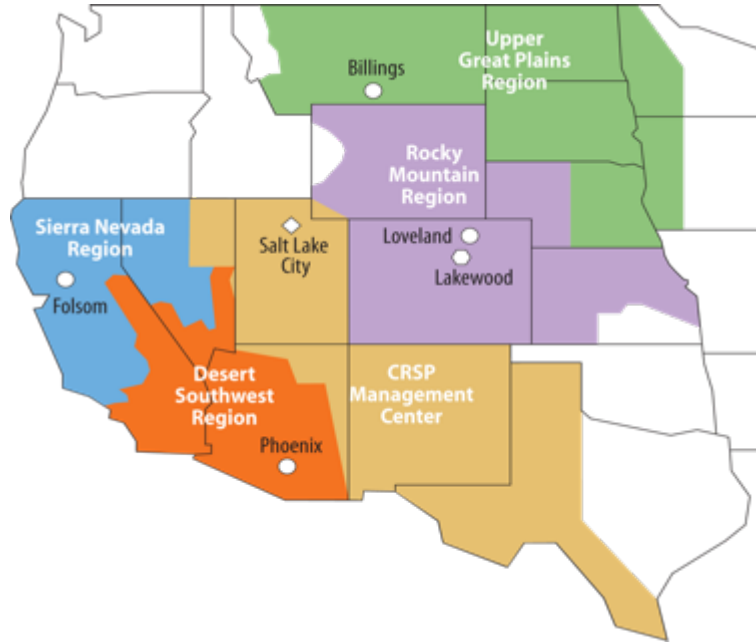 Upper
Great Plains
Region
Billings
Rocky
Mountain
Region
Sierra Nevada
Region
Loveland
Salt Lake
City
Lakewood
Folsom
Desert
Southwest
Region
CRSP
Management
Center
Phoenix